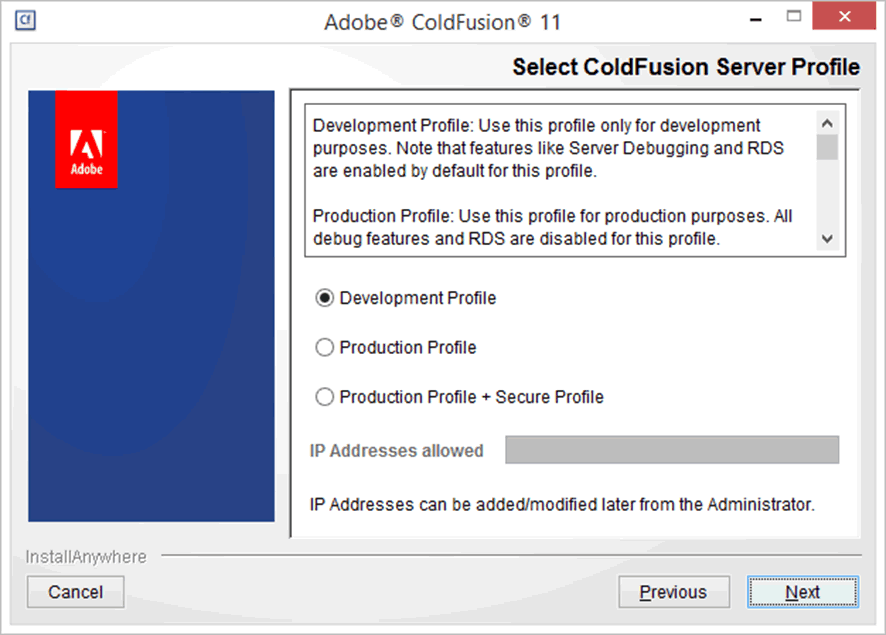 Cf
Adobe® ColdFusion® 11
Select ColdFusion Server Profile
Adobe
Development Profile: Use this profile only for development
purposes. Note that features like Server Debugging and RDS
are enabled by default for this profile.
Production Profile: Use this profile for production purposes. All
debug features and RDS are disabled for this profile.
Development Profile
Production Profile
Production Profile + Secure Profile
IP Addresses allowed
IP Addresses can be added/modified later from the Administrator.
InstallAnywhere
Cancel
Previous
Next